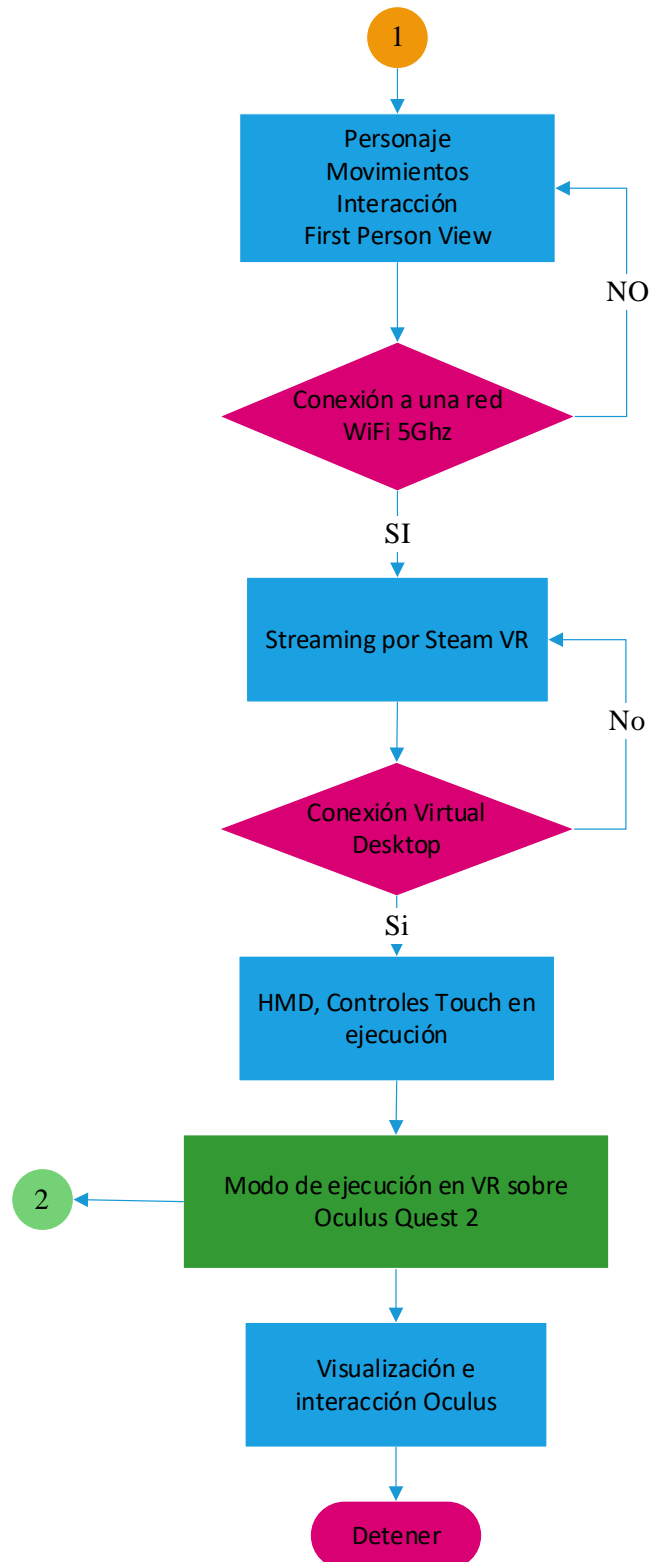 1
Personaje
Movimientos
Interacción
First Person View
NO
Conexión a una red
WiFi 5Ghz
SI
Streaming por Steam VR
No
Conexión Virtual
Desktop
Si
HMD, Controles Touch en
ejecución
Modo de ejecución en VR sobre
Oculus Quest 2
2
Visualización e
interacción Oculus
Detener